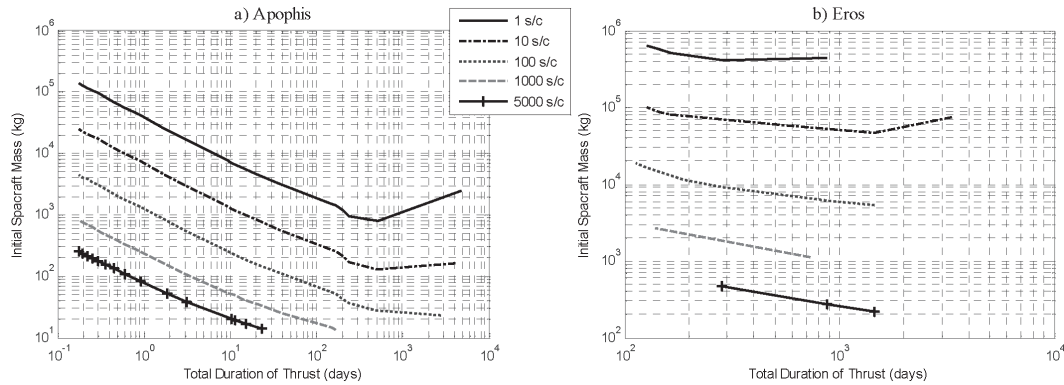 a) Apophis
1 s/c
10 s/c
100 s/c
1000 s/c
5000 s/c
b) Eros
10^6
10^5
10^4
10^3
10^2
10^1
Initial Spacraft Mass (kg)
10^-1
10^0
10^1
10^2
10^3
10^4
Total Duration of Thrust (days)
10^6
10^5
10^4
10^3
10^2
Initial Spacraft Mass (kg)
10^2
10^3
10^4
Total Duration of Thrust (days)